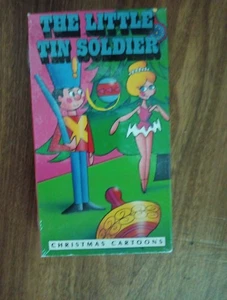 THE LITTLE
TIN SOLDIER
CHRISTMAS CARTOONS